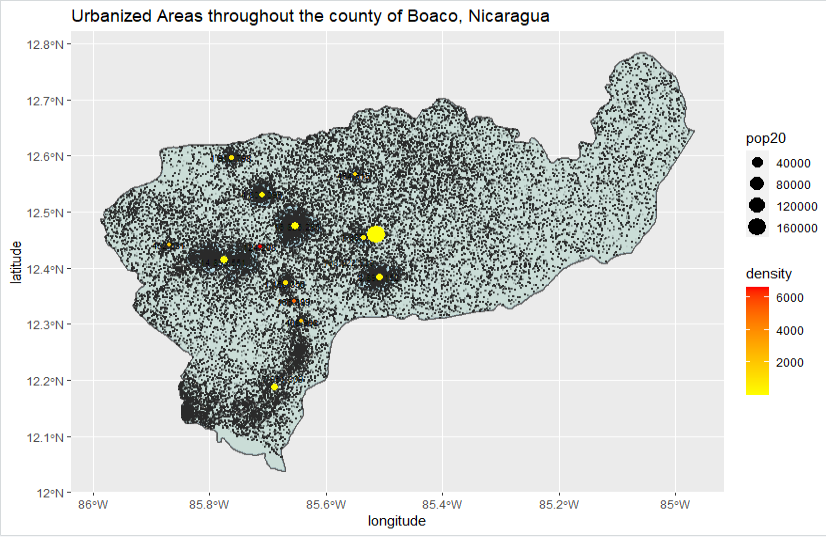 Urbanized Areas throughout the county of Boaco, Nicaragua
12.8°N
12.7°N
12.6°N
12.5°N
12.4°N
12.3°N
12.2°N
12.1°N
12°N
latitude
86°W
85.8°W
85.6°W
85.4°W
85.2°W
85°W
longitude
pop20
40000
80000
120000
160000
density
6000
4000
2000